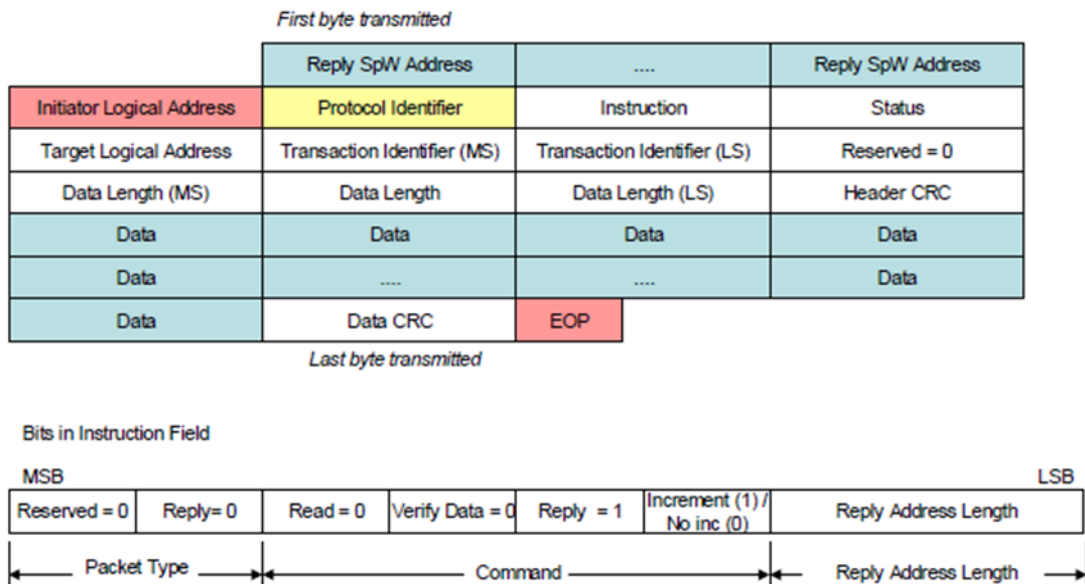 First byte transmitted
Reply SpW Address .... Reply SpW Address
Initiator Logical Address Protocol Identifier Instruction Status
Target Logical Address Transaction Identifier (MS) Transaction Identifier (LS) Reserved = 0
Data Length (MS) Data Length Data Length (LS) Header CRC
Data Data Data Data
Data .... .... Data
Data Data CRC EOP
Last byte transmitted
Bits in Instruction Field
MSB LSB
Reserved = 0 Reply= 0 Read = 0 Verify Data = 0 Reply = 1 Increment (1) / Reply Address Length
No inc (0)
Packet Type Command Reply Address Length